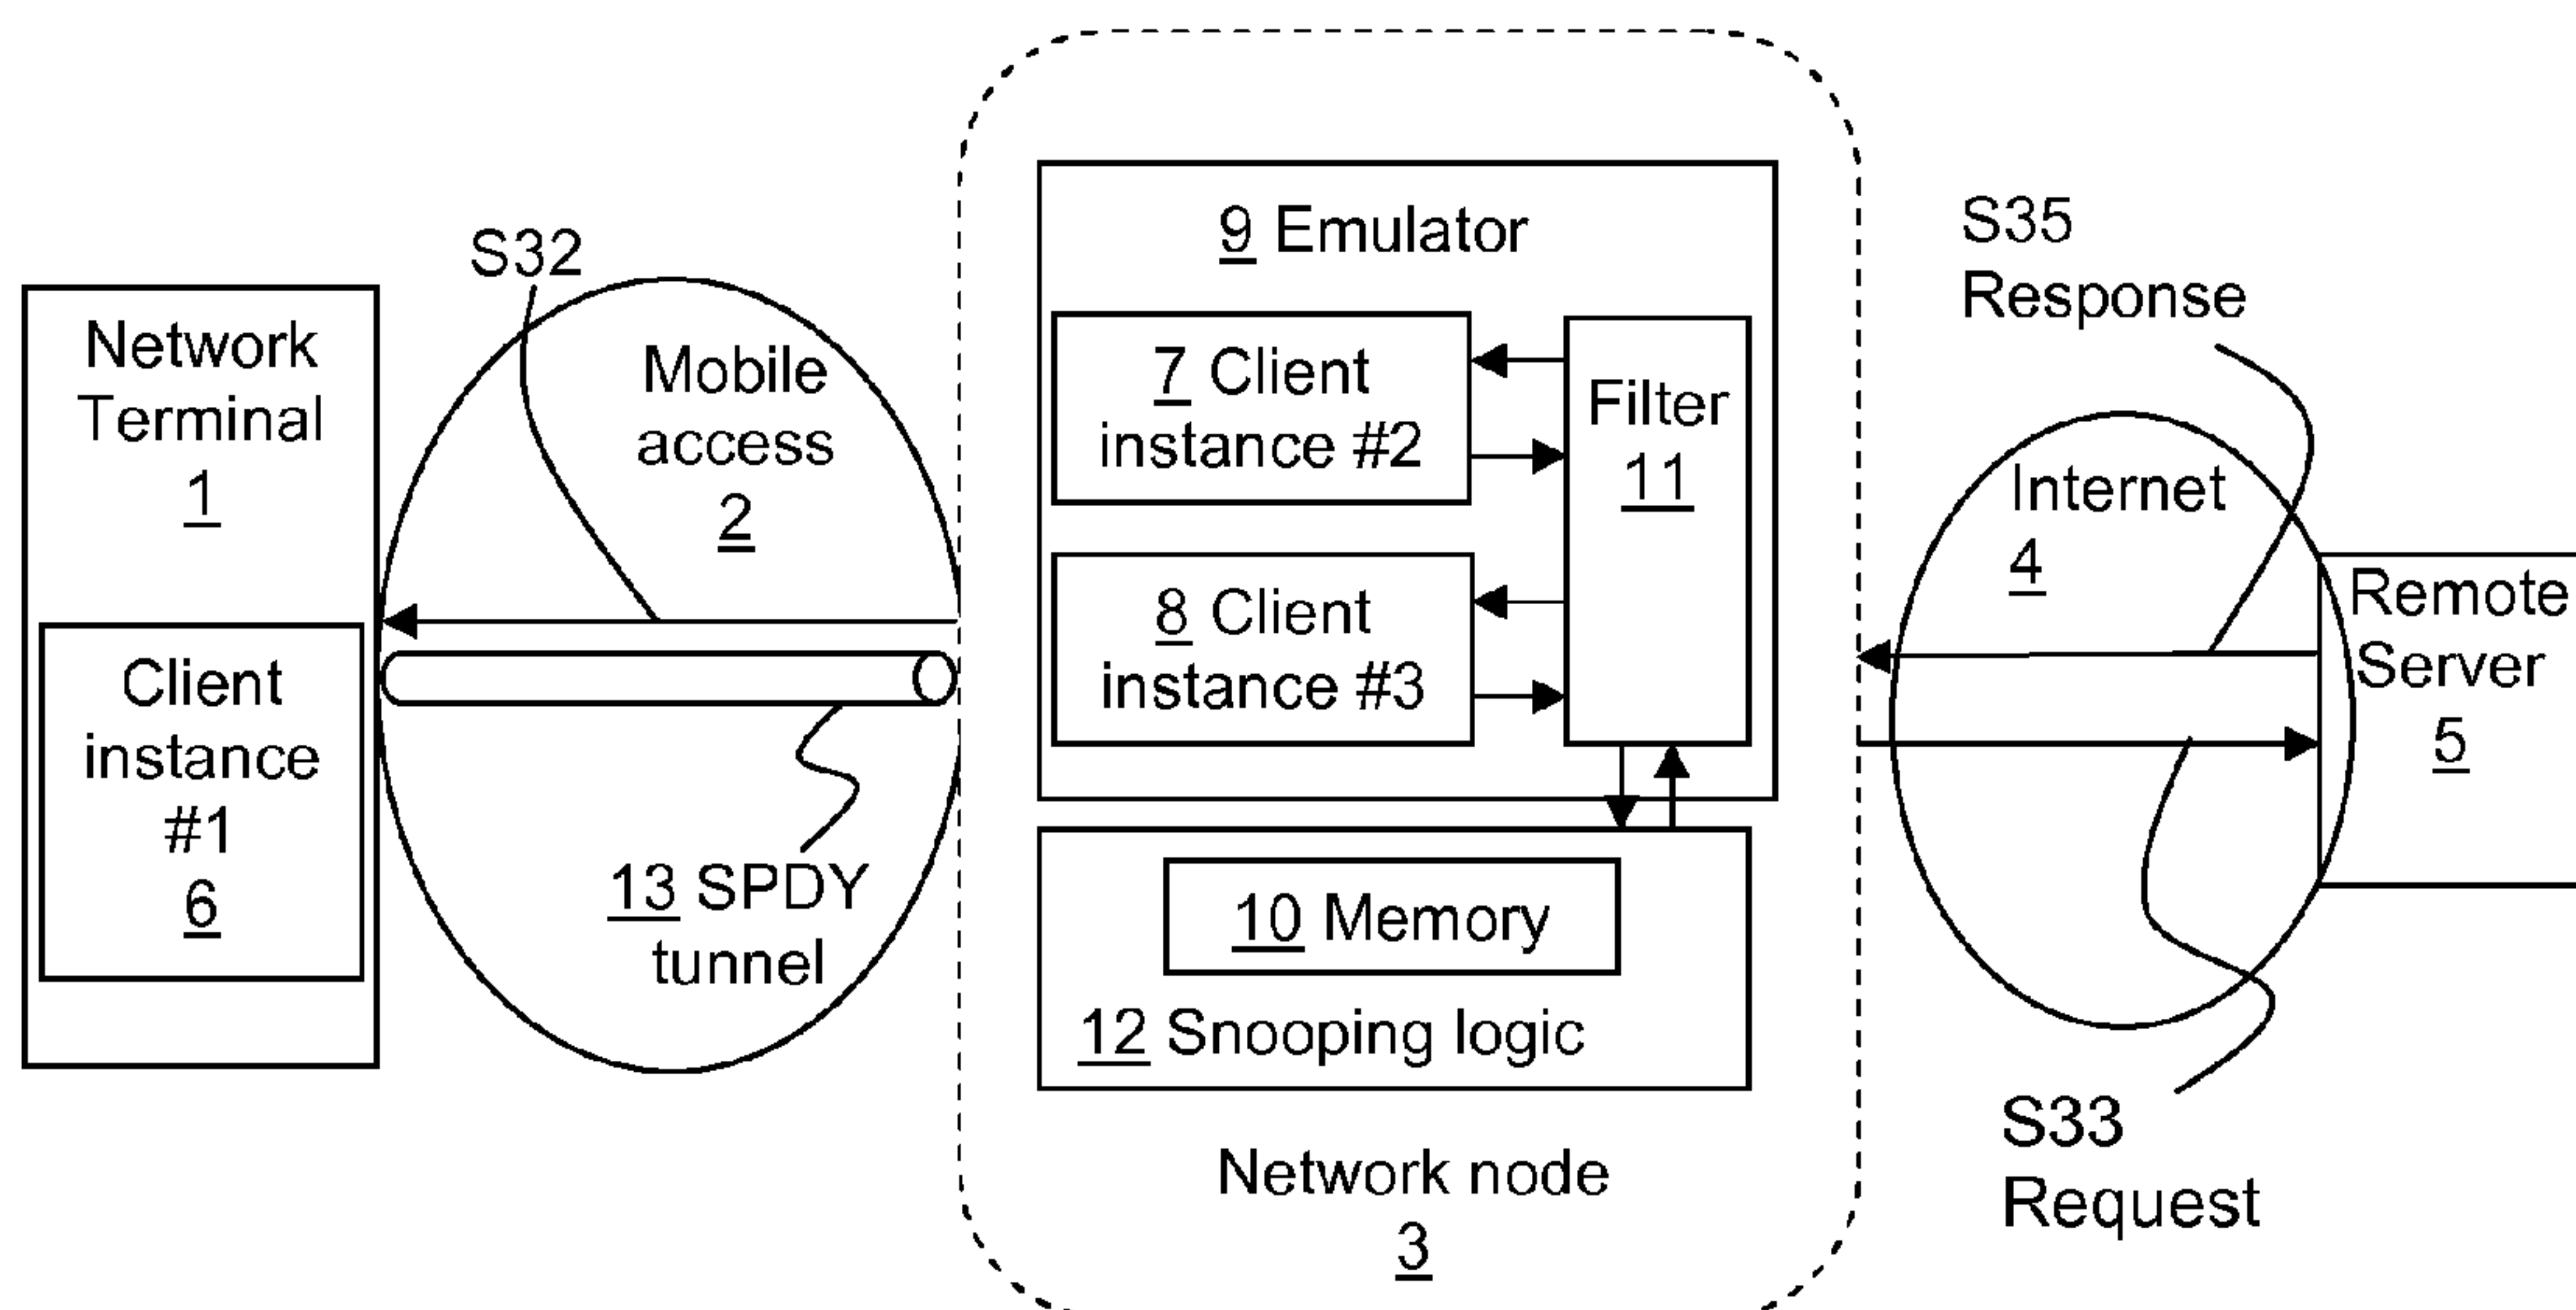 Network
Terminal
1
Client
instance
#1
6
S32
Mobile
access
2
13 SPDY
tunnel
9 Emulator
7 Client
instance #2
8 Client
instance #3
Filter
11
10 Memory
12 Snooping logic
Network node
3
S35
Response
Internet
4
Remote
Server
5
S33
Request